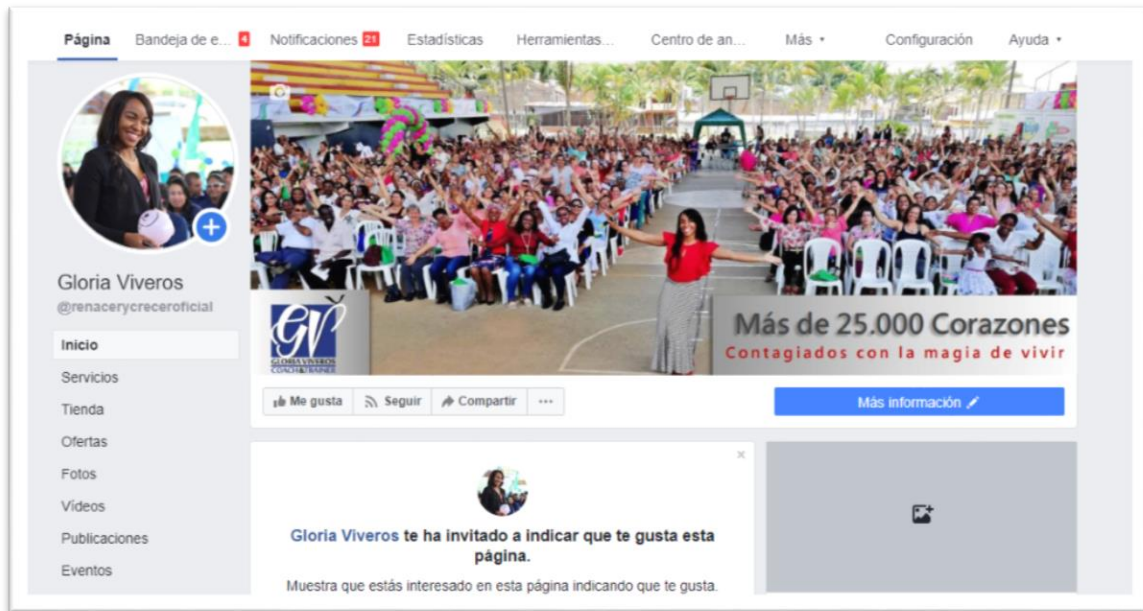 Página Bandeja de e... 4 Notificaciones 21 Estadísticas Herramientas... Centro de an... Más Configuración Ayuda
Gloria Viveros
@renacerycreceroficial
Inicio
Servicios
Tienda
Ofertas
Fotos
Vídeos
Publicaciones
Eventos
GV
GLORIA VIVEROS
COACH & TRAINER
Más de 25.000 Corazones
Contagiados con la magia de vivir
Me gusta Seguir Compartir ...
Más información
Gloria Viveros te ha invitado a indicar que te gusta esta
página.
Muestra que estás interesado en esta página indicando que te gusta.